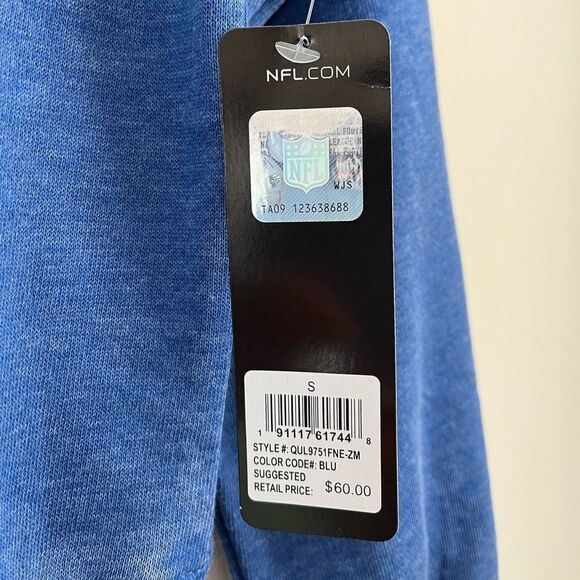 NFL.COM
NFL
WJS
TA09 123638688
S
1 91117 61744 8
STYLE #: QUL9751FNE-ZM
COLOR CODE#: BLU
SUGGESTED
RETAIL PRICE: $60.00